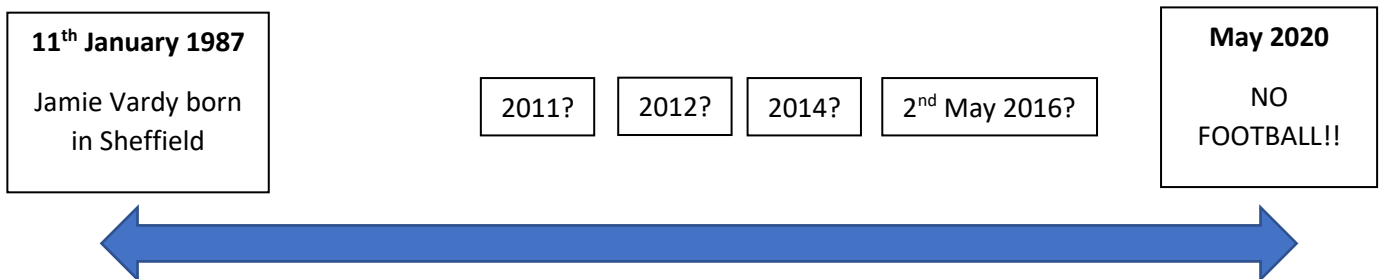 11th January 1987
Jamie Vardy born
in Sheffield
2011?
2012?
2014?
2nd May 2016?
May 2020
NO
FOOTBALL!!